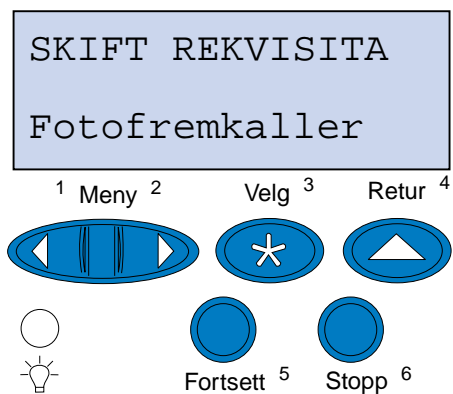 SKIFT REKVISITA
Fotofremkaller
1 Meny 2 Velg 3 Retur 4
Fortsett 5 Stopp 6